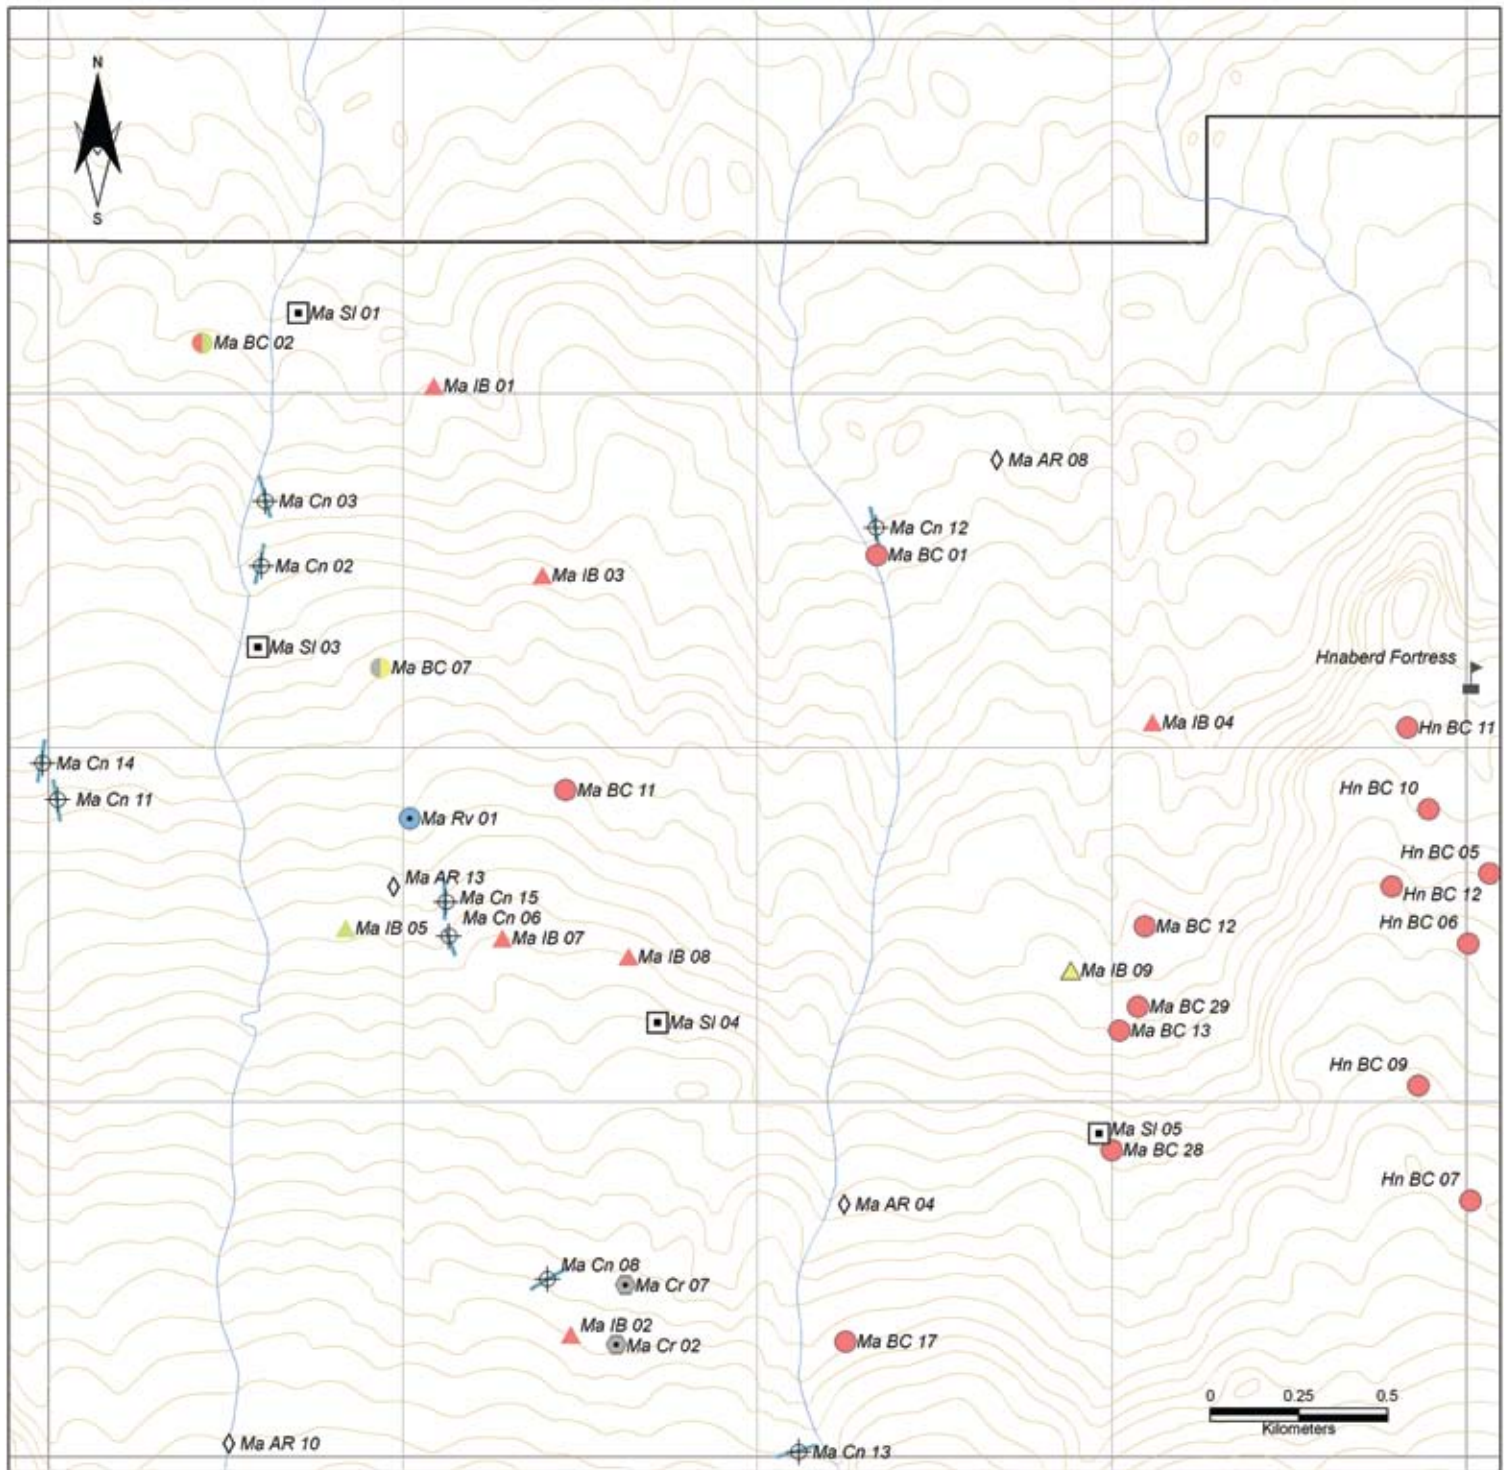 N
S
Ma SI 01
Ma BC 02
Ma IB 01
Ma AR 08
Ma Cn 03
Ma Cn 12
Ma BC 01
Ma Cn 02
Ma IB 03
Ma SI 03
Hnaberd Fortress
Ma BC 07
Ma IB 04
Hn BC 11
Ma Cn 14
Ma Cn 11
Ma BC 11
Hn BC 10
Ma Rv 01
Hn BC 05
Ma AR 13
Hn BC 12
Ma Cn 15
Ma Cn 06
Hn BC 06
Ma IB 05
Ma IB 07
Ma BC 12
Ma IB 08
Ma IB 09
Ma BC 29
Ma SI 04
Ma BC 13
Hn BC 09
Ma SI 05
Ma BC 28
Hn BC 07
Ma AR 04
Ma Cn 08
Ma Cr 07
Ma IB 02
Ma Cr 02
Ma BC 17
0 0.25 0.5
Kilometers
Ma AR 10
Ma Cn 13